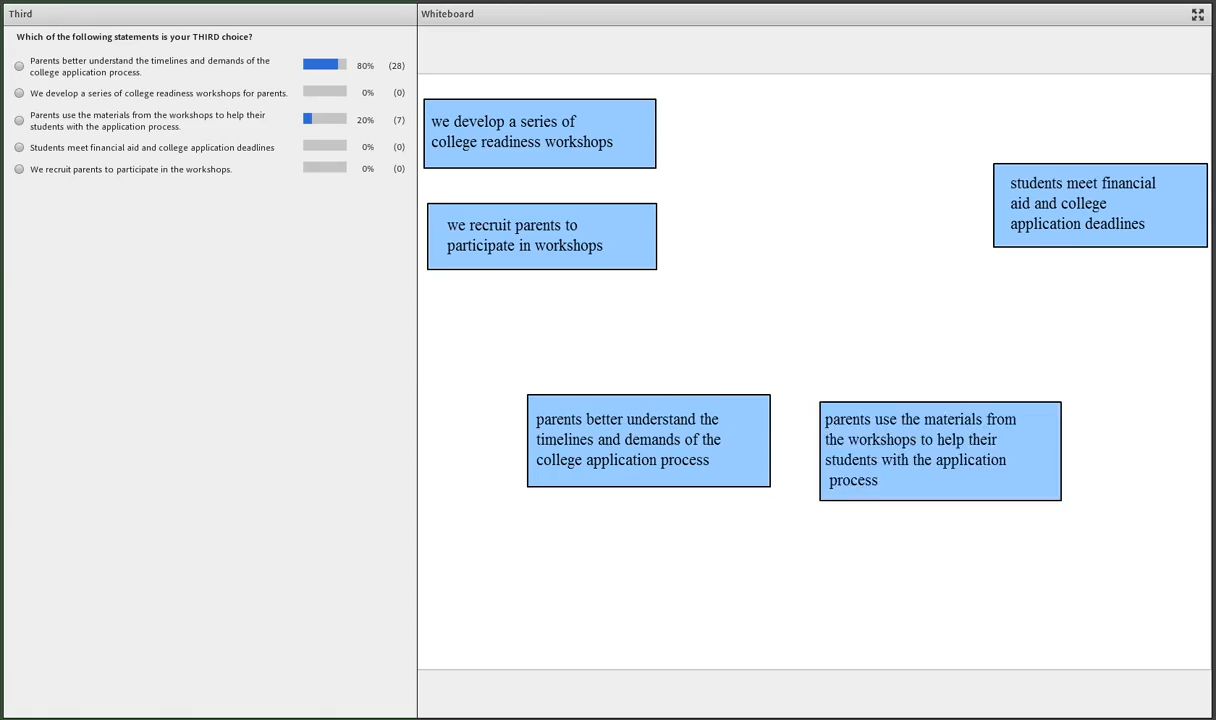 Third
Which of the following statements is your THIRD choice?
Parents better understand the timelines and demands of the
college application process.
80% (28)
We develop a series of college readiness workshops for parents.
0% (0)
Parents use the materials from the workshops to help their
students with the application process.
20% (7)
Students meet financial aid and college application deadlines
0% (0)
We recruit parents to participate in the workshops.
0% (0)
Whiteboard
we develop a series of
college readiness workshops
we recruit parents to
participate in workshops
students meet financial
aid and college
application deadlines
parents better understand the
timelines and demands of the
college application process
parents use the materials from
the workshops to help their
students with the application
process